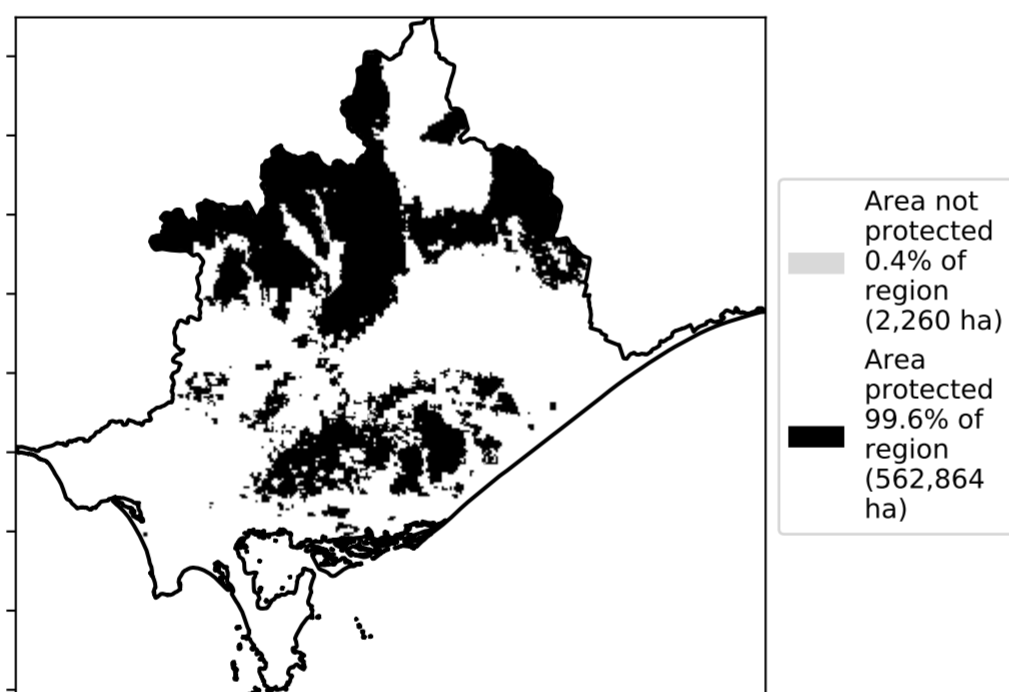 Area not
protected
0.4% of
region
(2,260 ha)
Area
protected
99.6% of
region
(562,864
ha)